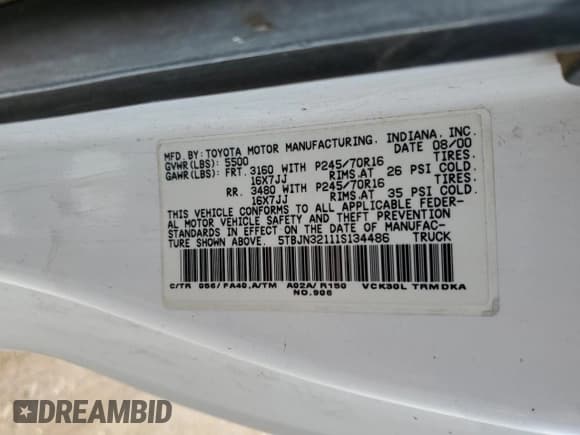 MFD. BY: TOYOTA MOTOR MANUFACTURING, INDIANA, INC.
GVWR(LBS): 5500 DATE 08/00
GAWR(LBS): FRT. 3160 WITH P245/70R16 TIRES.
16X7JJ RIMS.AT 26 PSI COLD.
RR. 3480 WITH P245/70R16 TIRES.
16X7JJ RIMS.AT 35 PSI COLD.
THIS VEHICLE CONFORMS TO ALL APPLICABLE FEDER-
AL MOTOR VEHICLE SAFETY AND THEFT PREVENTION
STANDARDS IN EFFECT ON THE DATE OF MANUFAC-
TURE SHOWN ABOVE. 5TBJN32111S134486 TRUCK
C/TR 056/FA40,A/TM A02A/R150 VCK30L TRMDKA
NO.906
DREAMBID